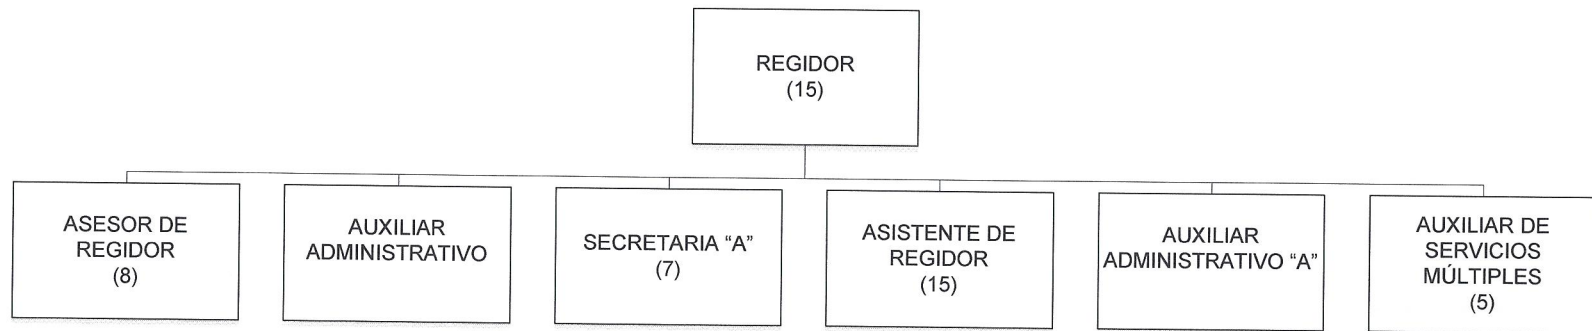 REGIDOR
(15)
ASESOR DE
REGIDOR
(8)
AUXILIAR
ADMINISTRATIVO
SECRETARIA “A”
(7)
ASISTENTE DE
REGIDOR
(15)
AUXILIAR
ADMINISTRATIVO “A”
AUXILIAR DE
SERVICIOS
MÚLTIPLES
(5)